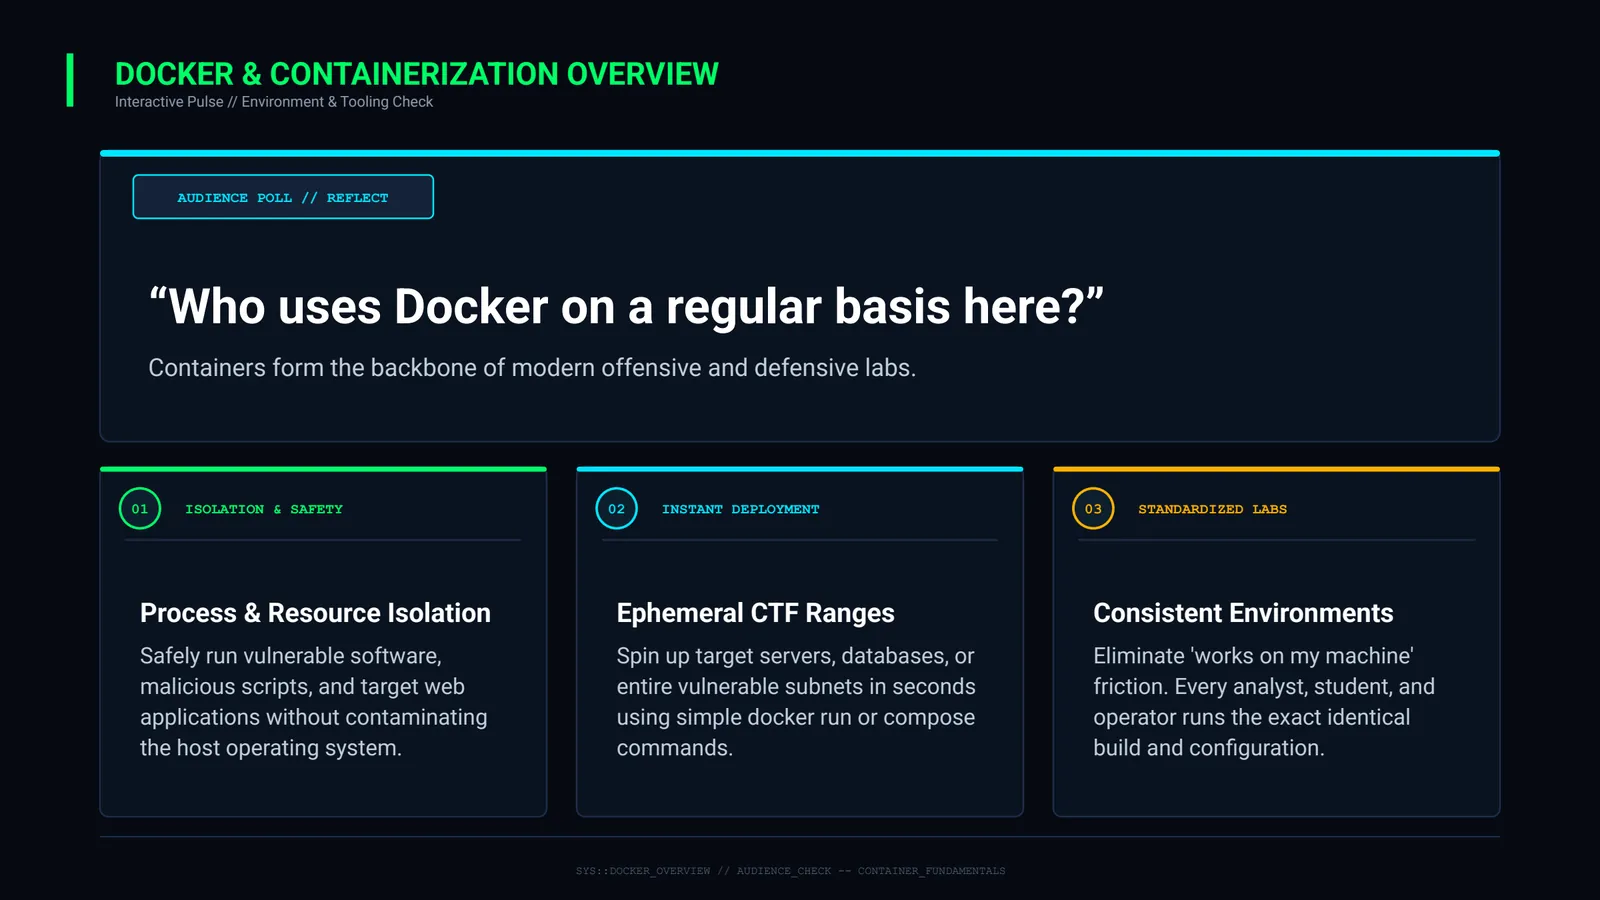 DOCKER & CONTAINERIZATION OVERVIEW
Interactive Pulse // Environment & Tooling Check
AUDIENCE POLL // REFLECT
“Who uses Docker on a regular basis here?”
Containers form the backbone of modern offensive and defensive labs.
01 ISOLATION & SAFETY
Process & Resource Isolation
Safely run vulnerable software,
malicious scripts, and target web
applications without contaminating
the host operating system.
02 INSTANT DEPLOYMENT
Ephemeral CTF Ranges
Spin up target servers, databases, or
entire vulnerable subnets in seconds
using simple docker run or compose
commands.
03 STANDARDIZED LABS
Consistent Environments
Eliminate 'works on my machine'
friction. Every analyst, student, and
operator runs the exact identical
build and configuration.
SYS::DOCKER_OVERVIEW // AUDIENCE_CHECK -- CONTAINER_FUNDAMENTALS